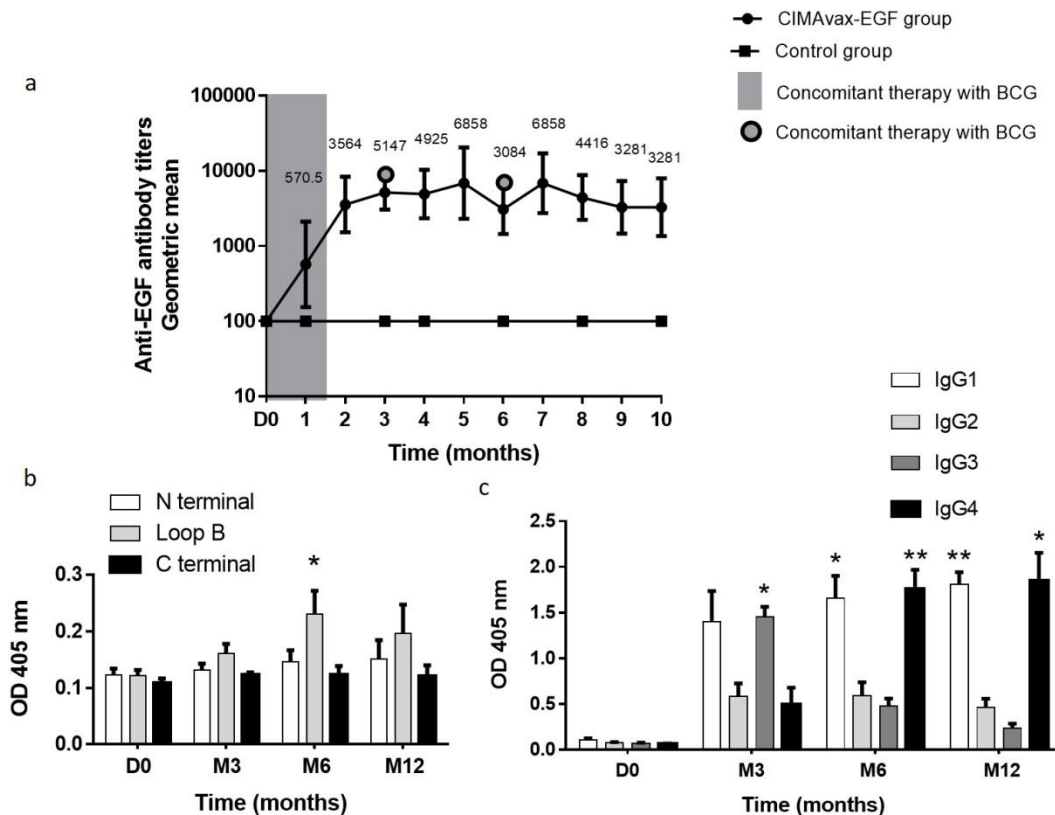 CIMAvax-EGF group
Control group
Concomitant therapy with BCG
Concomitant therapy with BCG
a
Anti-EGF antibody titers
Geometric mean
100000
10000
1000
100
10
570.5
3564
5147
4925
6858
3084
6858
4416
3281
3281
D0 1 2 3 4 5 6 7 8 9 10
Time (months)
b
N terminal
Loop B
C terminal
OD 405 nm
0.3
0.2
0.1
0.0
*
D0 M3 M6 M12
Time (months)
c
IgG1
IgG2
IgG3
IgG4
OD 405 nm
2.5
2.0
1.5
1.0
0.5
0.0
* * ** ** *
D0 M3 M6 M12
Time (months)